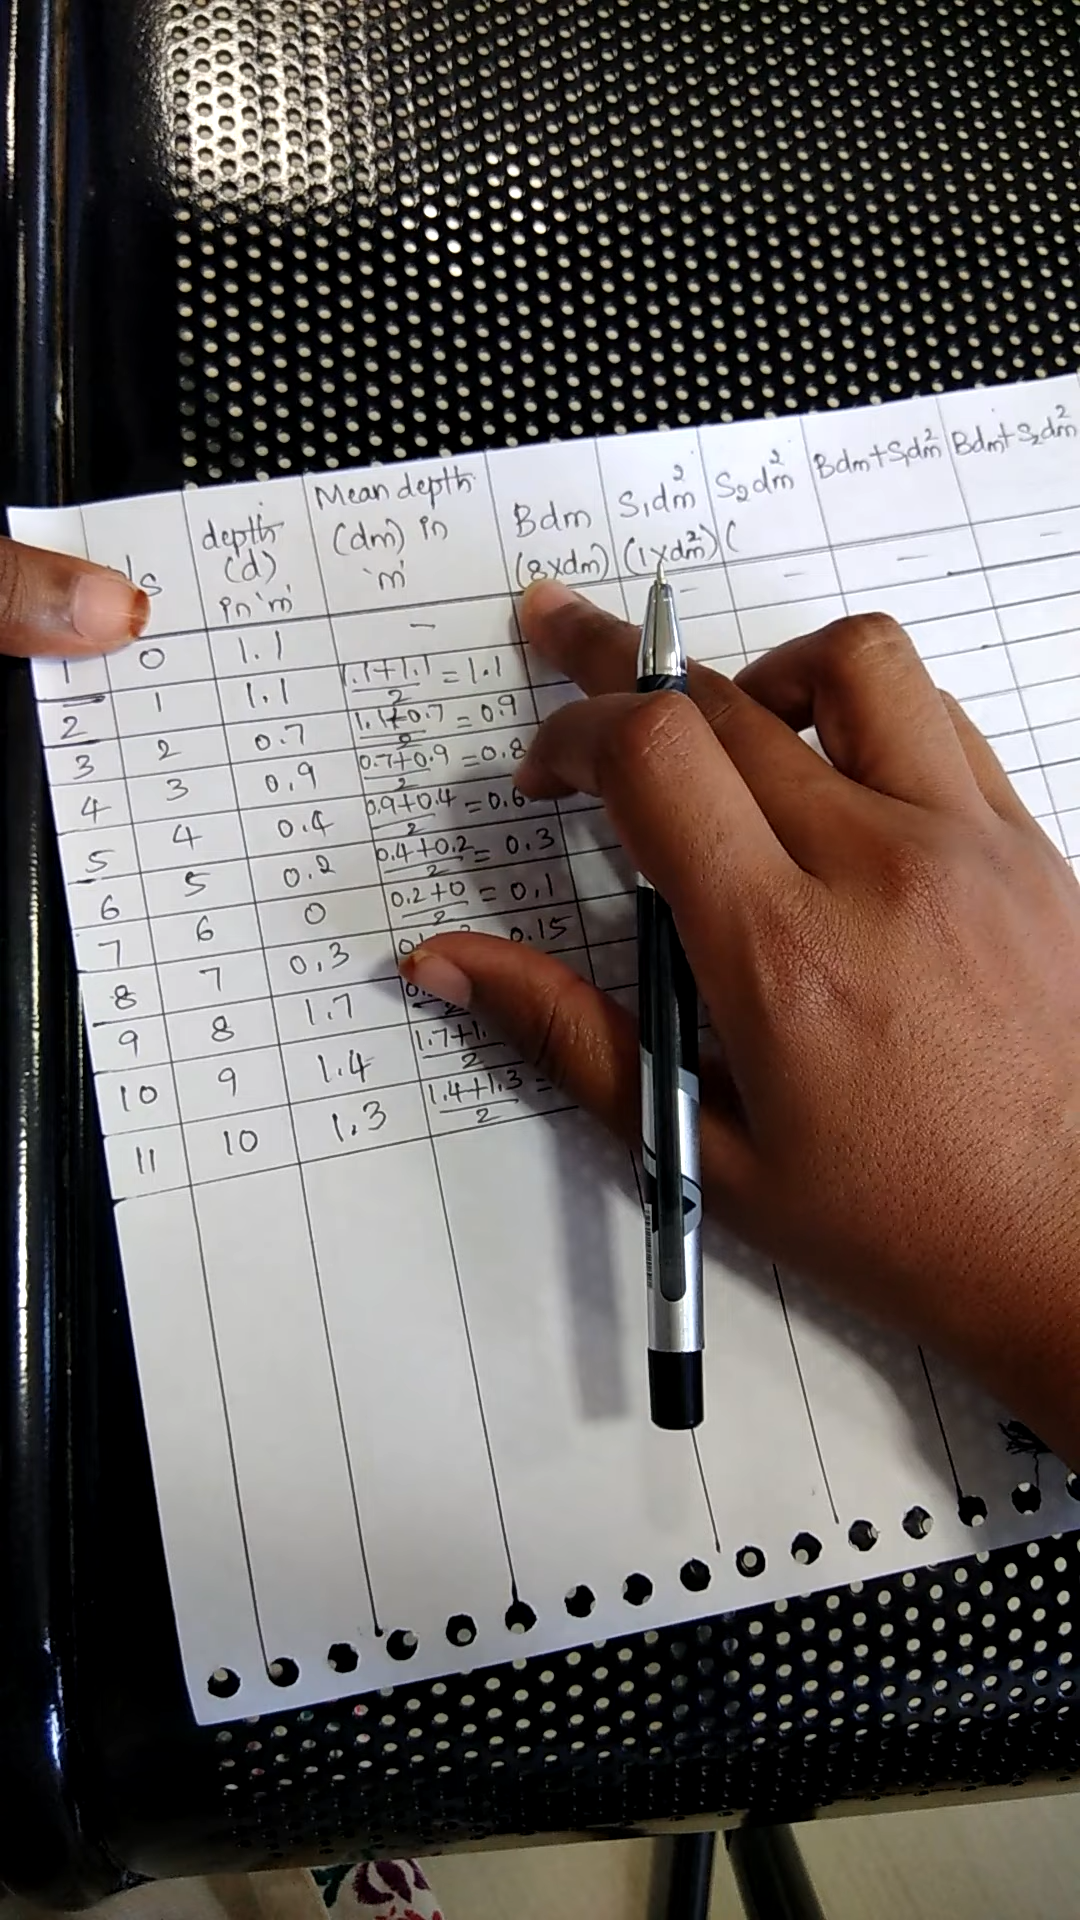 's depth (d) in 'm' Mean depth (dm) in 'm' Bdm (8xdm) S₁dm² (1xdm²) S₂dm² ( Bdm+S₁dm² Bdm+S₂dm²
1 0 1.1 – – – – –
2 1 1.1 1.1+1.1/2 = 1.1
3 2 0.7 1.1+0.7/2 = 0.9
4 3 0.9 0.7+0.9/2 = 0.8
5 4 0.4 0.9+0.4/2 = 0.6
6 5 0.2 0.4+0.2/2 = 0.3
7 6 0 0.2+0/2 = 0.1
8 7 0.3 0.15
9 8 1.7
10 9 1.4 1.7+1./2
11 10 1.3 1.4+1.3/2 =